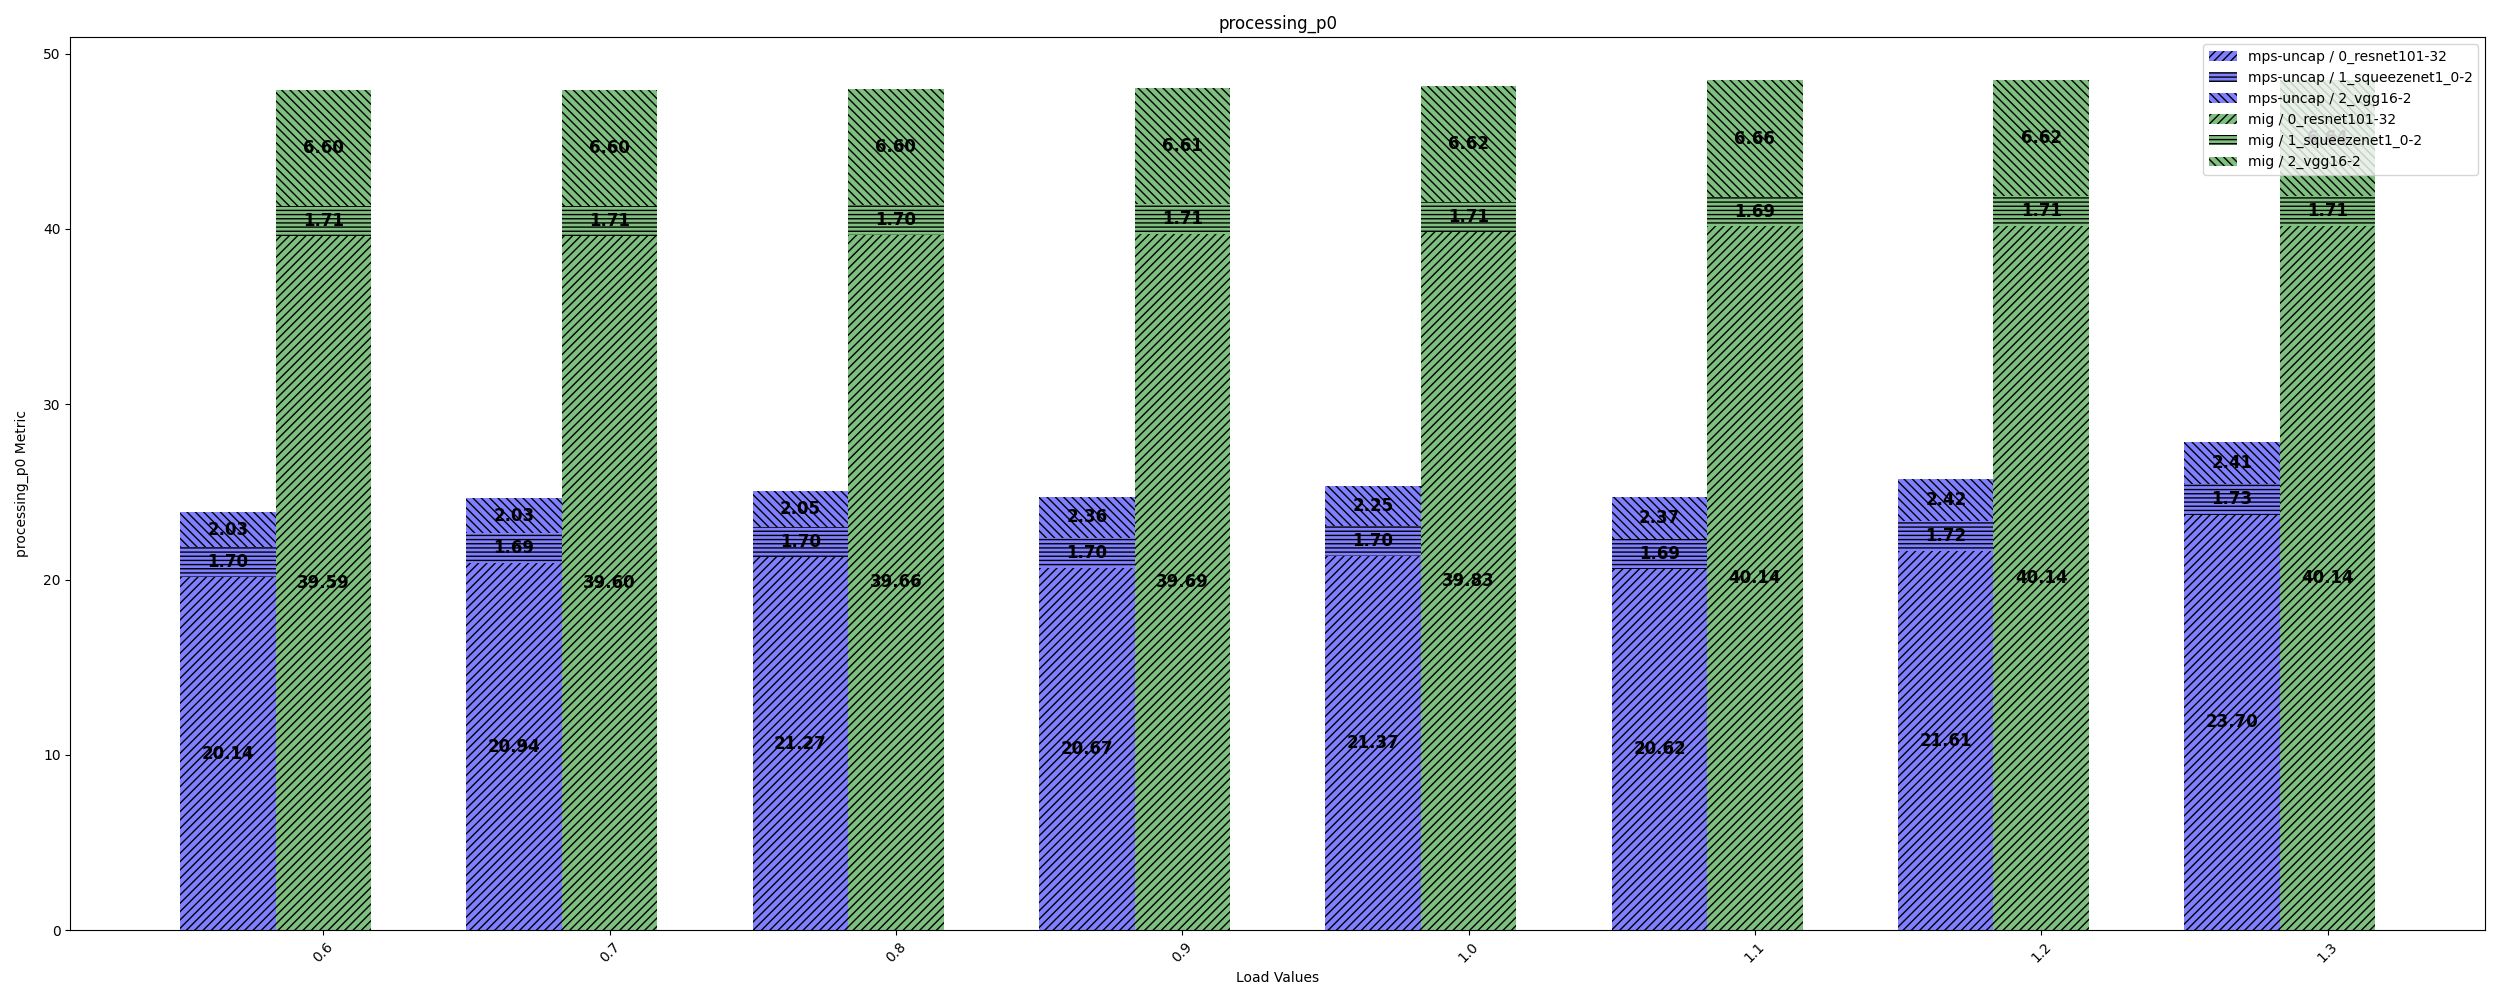 processing_p0
mps-uncap / 0_resnet101-32
mps-uncap / 1_squeezenet1_0-2
mps-uncap / 2_vgg16-2
mig / 0_resnet101-32
mig / 1_squeezenet1_0-2
mig / 2_vgg16-2
processing_p0 Metric
50
40
30
20
10
0
6.60 6.60 6.60 6.61 6.62 6.66 6.62
1.71 1.71 1.70 1.71 1.71 1.69 1.71 1.71
2.03 2.03 2.05 2.36 2.25 2.37 2.42 2.41
1.70 1.69 1.70 1.70 1.70 1.69 1.72 1.73
39.59 39.60 39.66 39.69 39.83 40.14 40.14 40.14
20.14 20.94 21.27 20.67 21.37 20.62 21.61 23.70
0.6 0.7 0.8 0.9 1.0 1.1 1.2 1.3
Load Values